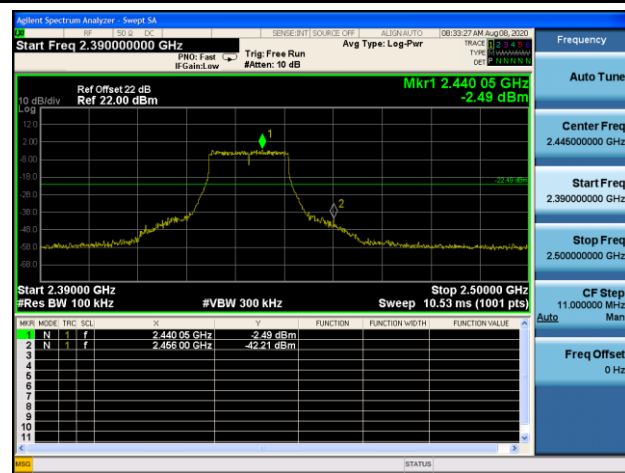 Agilent Spectrum Analyzer - Swept SA
RF 50 Ω DC SENSE:INT SOURCE OFF ALIGN AUTO 08:33:27 AM Aug 08, 2020
Start Freq 2.390000000 GHz
PNO: Fast
IFGain:Low
Trig: Free Run
#Atten: 10 dB
Avg Type: Log-Pwr
TRACE 1 2 3 4 5 6
TYPE M
DET P N N N N N
Ref Offset 22 dB
Ref 22.00 dBm
10 dB/div
Log
Mkr1 2.440 05 GHz
-2.49 dBm
12.0
2.00
-8.00
-18.0
-28.0
-38.0
-48.0
-58.0
-68.0
1
2
-22.49 dBm
Start 2.39000 GHz
Stop 2.50000 GHz
#Res BW 100 kHz
#VBW 300 kHz
Sweep 10.53 ms (1001 pts)
MKR MODE TRC SCL X Y FUNCTION FUNCTION WIDTH FUNCTION VALUE
1 N 1 f 2.440 05 GHz -2.49 dBm
2 N 1 f 2.456 00 GHz -42.21 dBm
3
4
5
6
7
8
9
10
11
MSG
STATUS
Frequency
Auto Tune
Center Freq
2.445000000 GHz
Start Freq
2.390000000 GHz
Stop Freq
2.500000000 GHz
CF Step
11.000000 MHz
Auto Man
Freq Offset
0 Hz